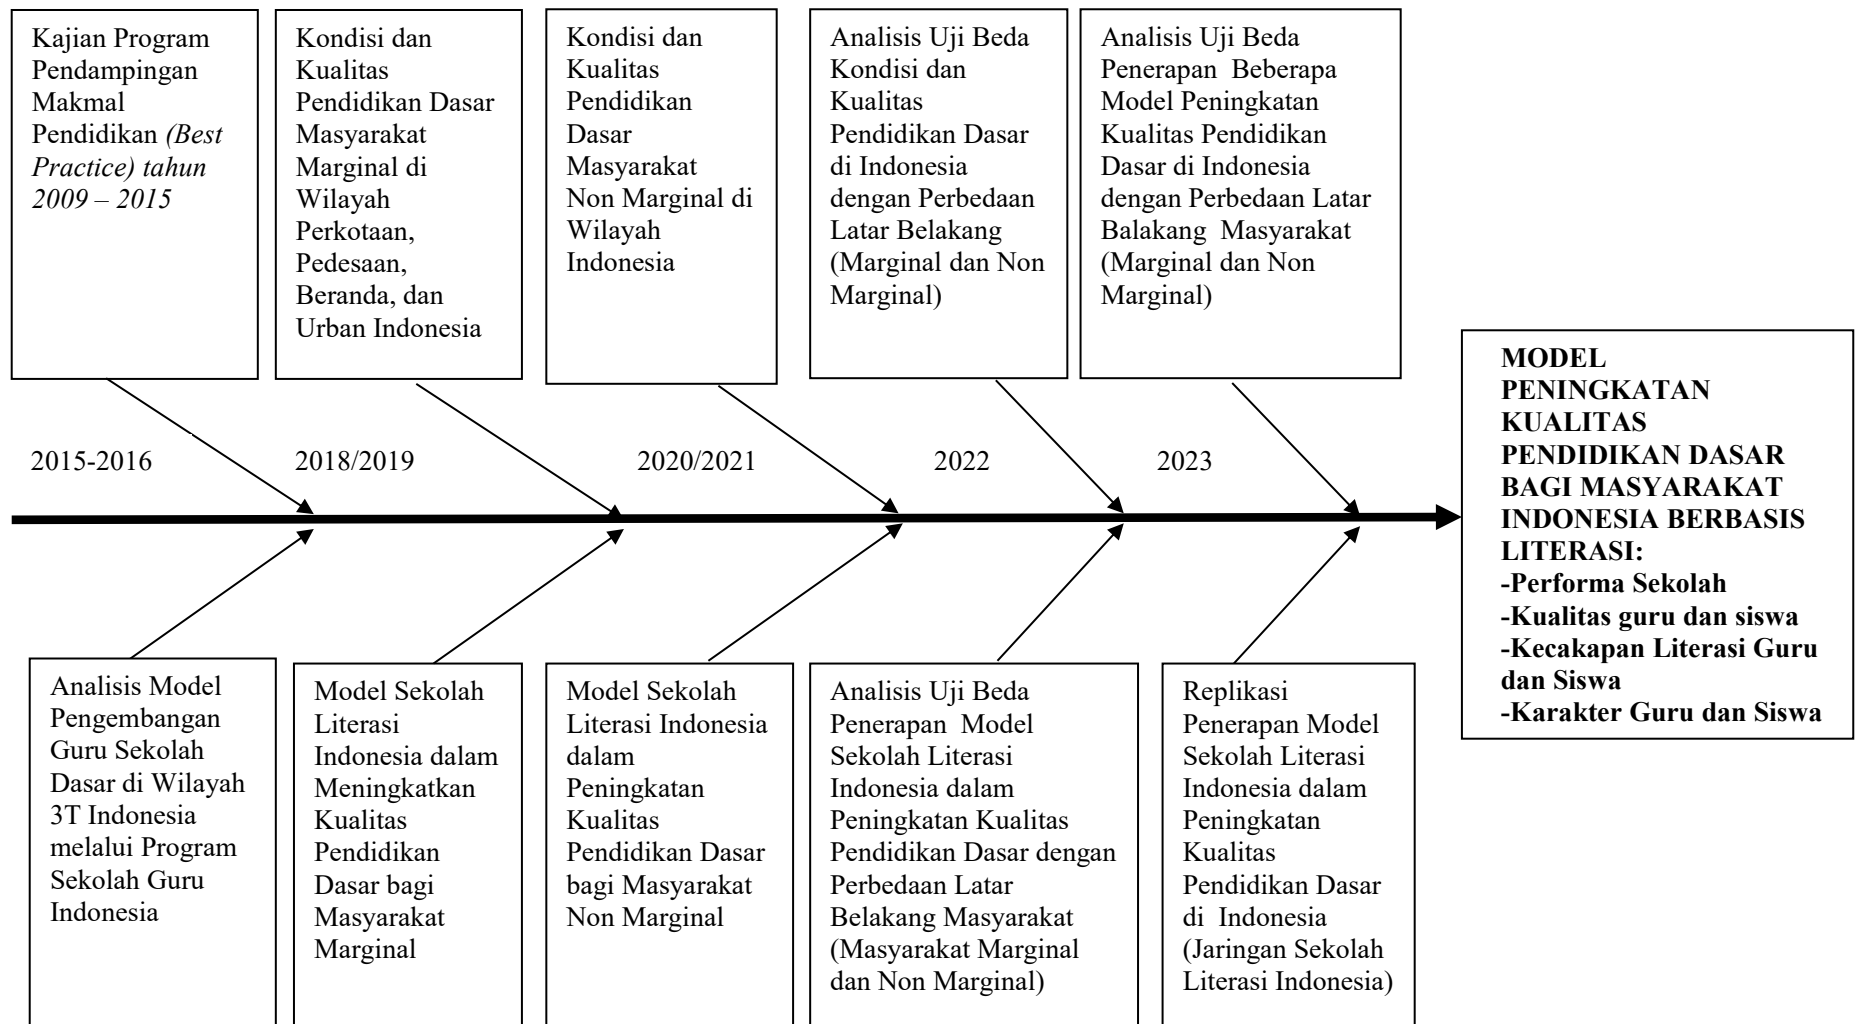 Kajian Program
Pendampingan
Makmal
Pendidikan (Best
Practice) tahun
2009 – 2015
Kondisi dan
Kualitas
Pendidikan Dasar
Masyarakat
Marginal di
Wilayah
Perkotaan,
Pedesaan,
Beranda, dan
Urban Indonesia
Kondisi dan
Kualitas
Pendidikan
Dasar
Masyarakat
Non Marginal di
Wilayah
Indonesia
Analisis Uji Beda
Kondisi dan
Kualitas
Pendidikan Dasar
di Indonesia
dengan Perbedaan
Latar Belakang
(Marginal dan Non
Marginal)
Analisis Uji Beda
Penerapan Beberapa
Model Peningkatan
Kualitas Pendidikan
Dasar di Indonesia
dengan Perbedaan Latar
Balakang Masyarakat
(Marginal dan Non
Marginal)
2015-2016
2018/2019
2020/2021
2022
2023
MODEL
PENINGKATAN
KUALITAS
PENDIDIKAN DASAR
BAGI MASYARAKAT
INDONESIA BERBASIS
LITERASI:
-Performa Sekolah
-Kualitas guru dan siswa
-Kecakapan Literasi Guru
dan Siswa
-Karakter Guru dan Siswa
Analisis Model
Pengembangan
Guru Sekolah
Dasar di Wilayah
3T Indonesia
melalui Program
Sekolah Guru
Indonesia
Model Sekolah
Literasi
Indonesia dalam
Meningkatkan
Kualitas
Pendidikan
Dasar bagi
Masyarakat
Marginal
Model Sekolah
Literasi Indonesia
dalam
Peningkatan
Kualitas
Pendidikan Dasar
bagi Masyarakat
Non Marginal
Analisis Uji Beda
Penerapan Model
Sekolah Literasi
Indonesia dalam
Peningkatan Kualitas
Pendidikan Dasar dengan
Perbedaan Latar
Belakang Masyarakat
(Masyarakat Marginal
dan Non Marginal)
Replikasi
Penerapan Model
Sekolah Literasi
Indonesia dalam
Peningkatan
Kualitas
Pendidikan Dasar
di Indonesia
(Jaringan Sekolah
Literasi Indonesia)